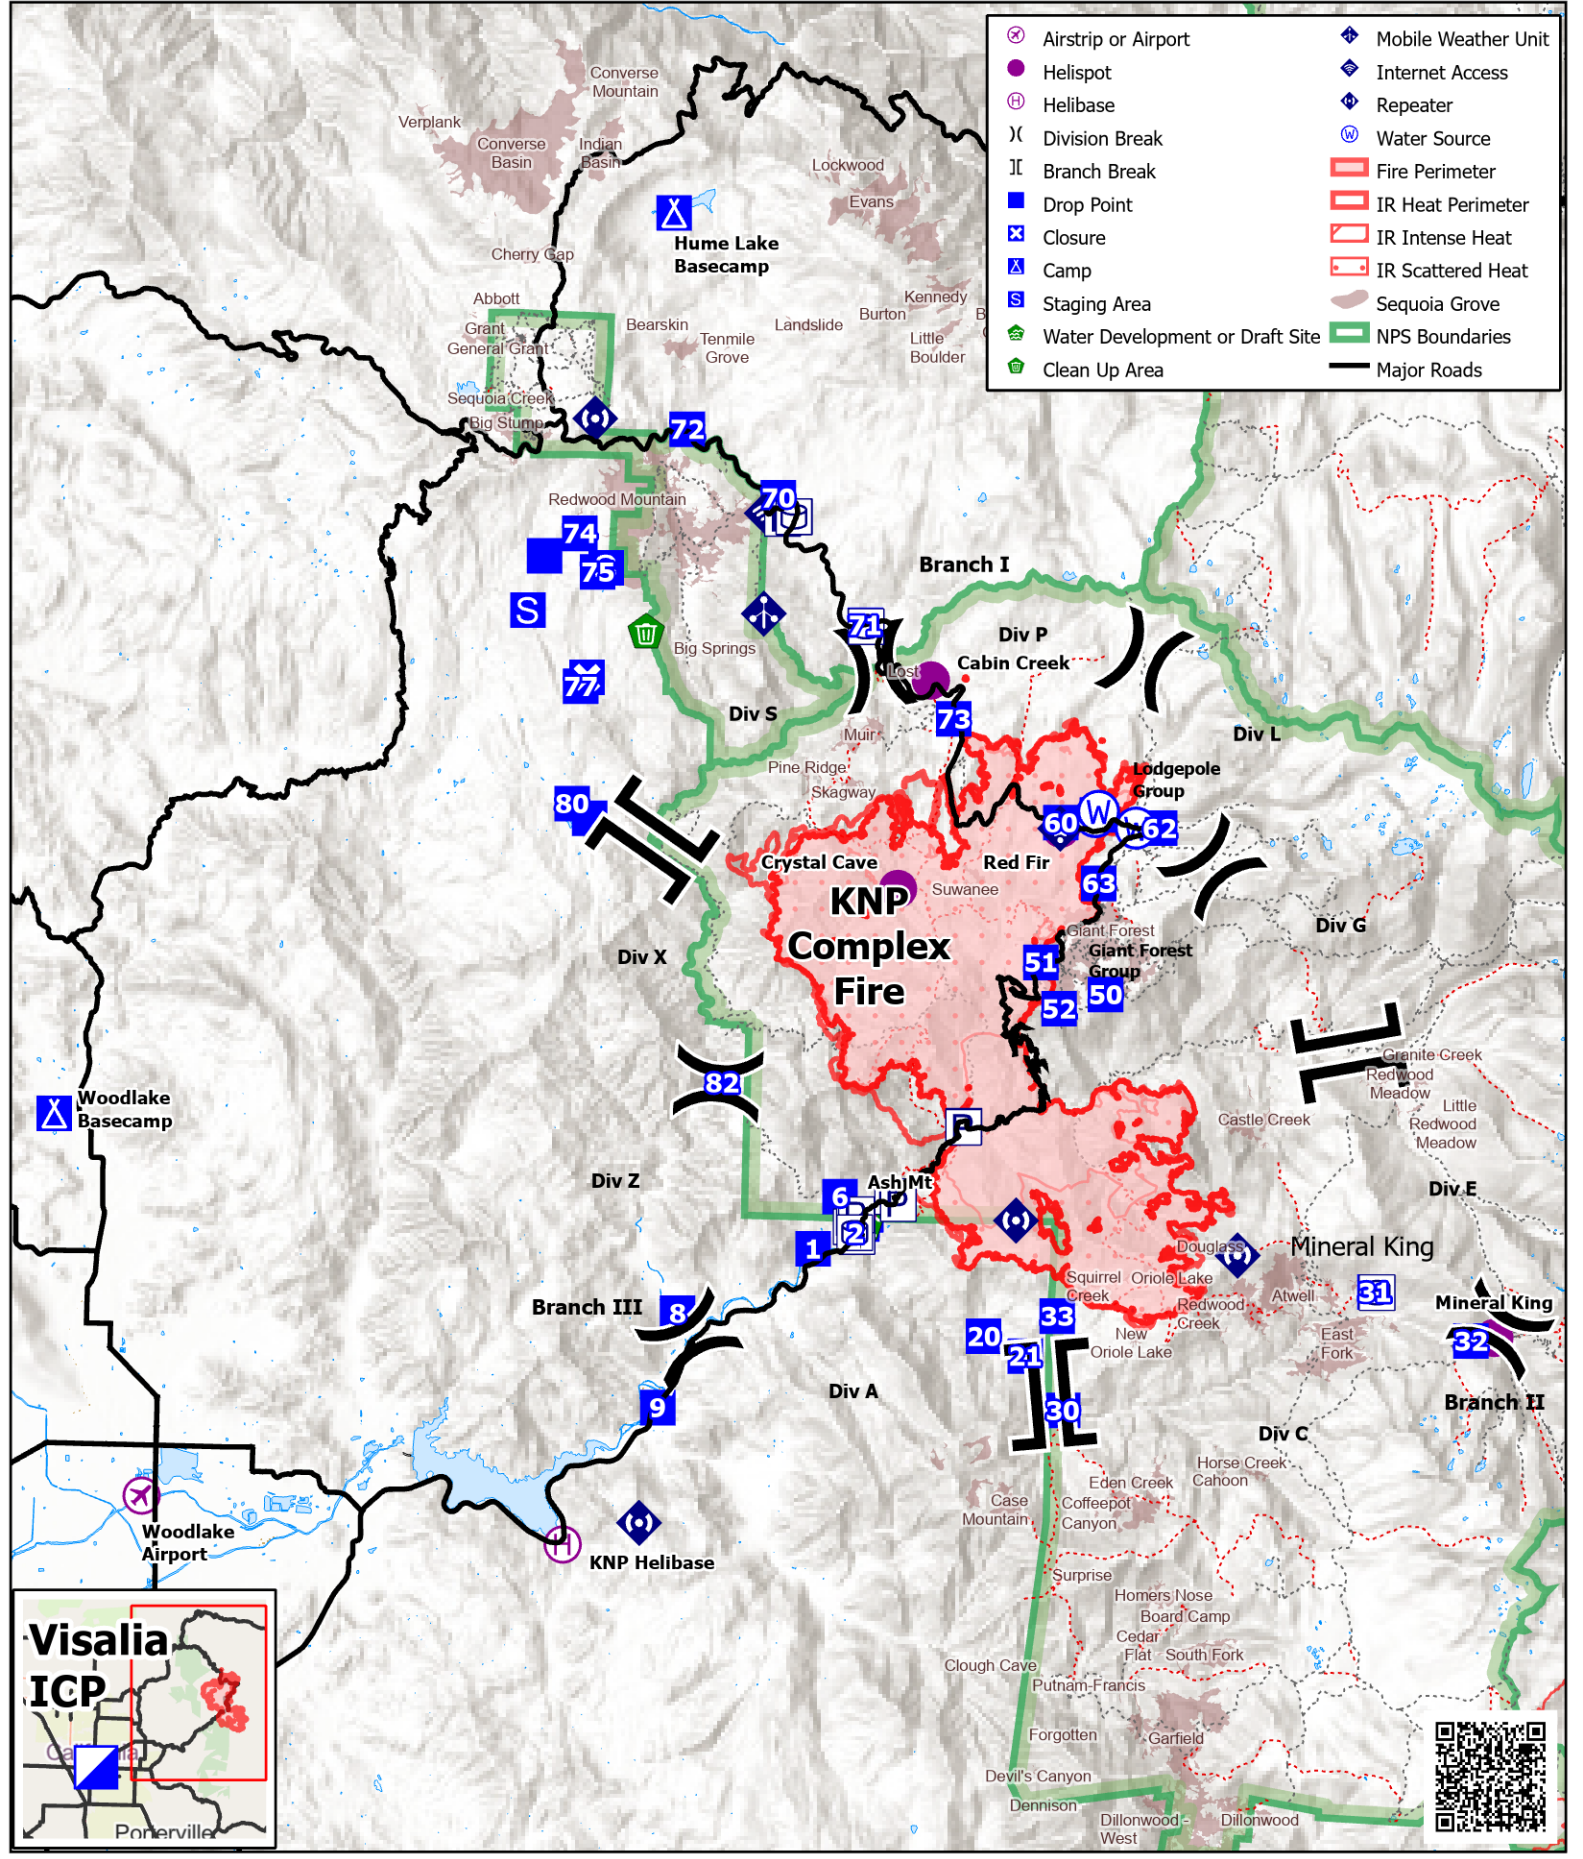 Airstrip or Airport
Helispot
Helibase
Division Break
Branch Break
Drop Point
Closure
Camp
Staging Area
Water Development or Draft Site
Clean Up Area
Mobile Weather Unit
Internet Access
Repeater
Water Source
Fire Perimeter
IR Heat Perimeter
IR Intense Heat
IR Scattered Heat
Sequoia Grove
NPS Boundaries
Major Roads
Converse
Mountain
Verplank
Converse
Basin
Indian
Basin
Lockwood
Evans
Hume Lake
Basecamp
Cherry Gap
Abbott
Kennedy
Burton
Grant
General Grant
Bearskin
Tenmile
Grove
Landslide
Little
Boulder
Sequoia Creek
Big Stump
72
Redwood Mountain
70
74
75
S
Branch I
71
Div P
Cabin Creek
Big Springs
Lost
77
Div S
73
Muir
Div L
Pine Ridge
Skagway
Lodgepole
Group
80
60
W
62
Crystal Cave
Red Fir
63
Suwanee
KNP
Complex
Fire
Giant Forest
Giant Forest
Group
Div G
Div X
51
50
52
Granite Creek
Redwood
Meadow
Little
Redwood
Meadow
82
Woodlake
Basecamp
Castle Creek
P
Div Z
Ash Mt
6
Div E
2
1
Douglass
Mineral King
Squirrel
Creek
Oriole Lake
Atwell
31
Redwood
Creek
Mineral King
Branch III
8
33
20
New
Oriole Lake
East
Fork
32
21
Div A
9
30
Branch II
Div C
Horse Creek
Cahoon
Eden Creek
Case
Mountain
Coffeepot
Canyon
Woodlake
Airport
H
KNP Helibase
Surprise
Homers Nose
Board Camp
Cedar
Flat
South Fork
Clough Cave
Putnam-Francis
Forgotten
Garfield
Devil's Canyon
Dennison
Dillonwood -
West
Dillonwood
Visalia
ICP
Porterville